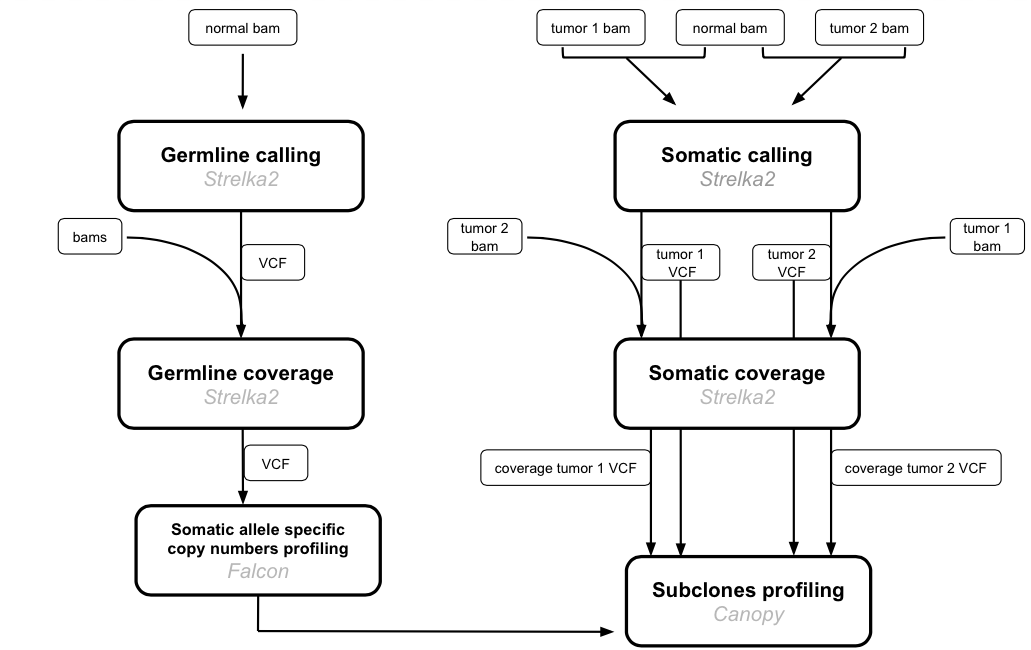 normal bam
tumor 1 bam
normal bam
tumor 2 bam
Germline calling
Strelka2
Somatic calling
Strelka2
bams
VCF
tumor 2
bam
tumor 1
VCF
tumor 2
VCF
tumor 1
bam
Germline coverage
Strelka2
Somatic coverage
Strelka2
VCF
coverage tumor 1 VCF
coverage tumor 2 VCF
Somatic allele specific
copy numbers profiling
Falcon
Subclones profiling
Canopy